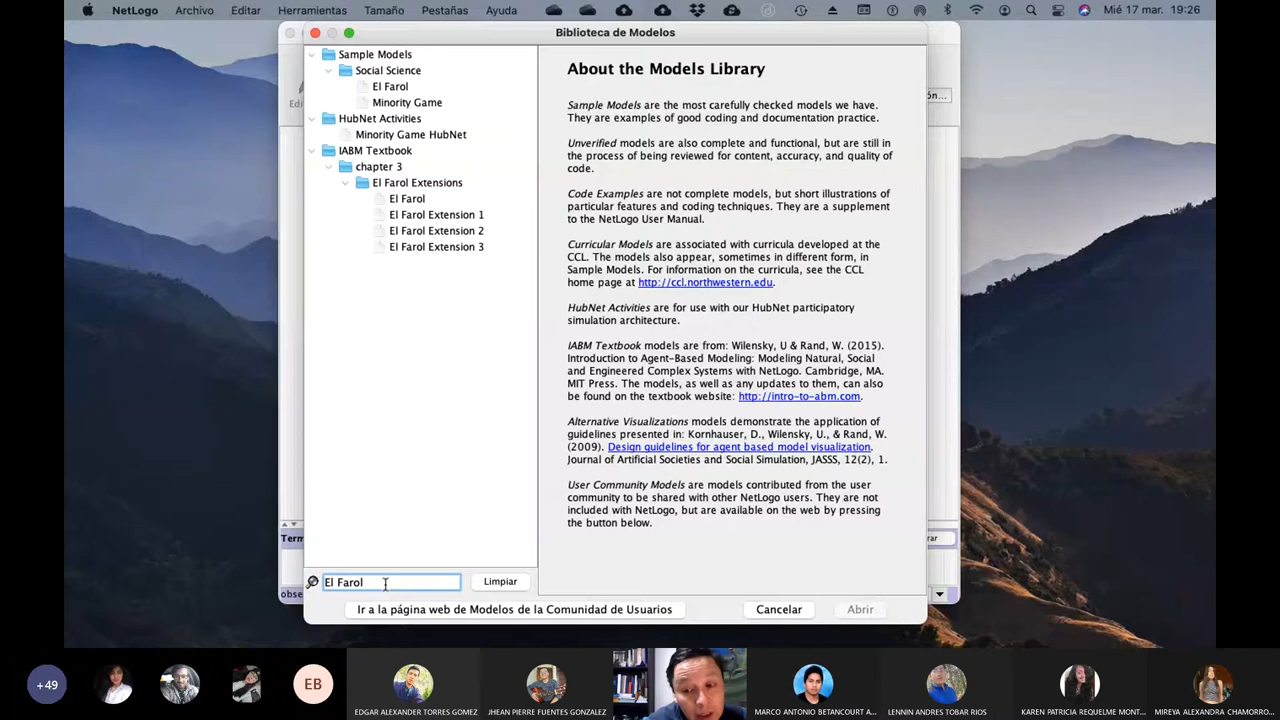 NetLogo Archivo Editar Herramientas Tamaño Pestañas Ayuda
Mié 17 mar. 19:26
Biblioteca de Modelos
Sample Models
Social Science
El Farol
Minority Game
HubNet Activities
Minority Game HubNet
IABM Textbook
chapter 3
El Farol Extensions
El Farol
El Farol Extension 1
El Farol Extension 2
El Farol Extension 3
About the Models Library
Sample Models are the most carefully checked models we have.
They are examples of good coding and documentation practice.
Unverified models are also complete and functional, but are still in
the process of being reviewed for content, accuracy, and quality of
code.
Code Examples are not complete models, but short illustrations of
particular features and coding techniques. They are a supplement
to the NetLogo User Manual.
Curricular Models are associated with curricula developed at the
CCL. The models also appear, sometimes in different form, in
Sample Models. For information on the curricula, see the CCL
home page at http://ccl.northwestern.edu.
HubNet Activities are for use with our HubNet participatory
simulation architecture.
IABM Textbook models are from: Wilensky, U & Rand, W. (2015).
Introduction to Agent-Based Modeling: Modeling Natural, Social
and Engineered Complex Systems with NetLogo. Cambridge, MA.
MIT Press. The models, as well as any updates to them, can also
be found on the textbook website: http://intro-to-abm.com.
Alternative Visualizations models demonstrate the application of
guidelines presented in: Kornhauser, D., Wilensky, U., & Rand, W.
(2009). Design guidelines for agent based model visualization.
Journal of Artificial Societies and Social Simulation, JASSS, 12(2), 1.
User Community Models are models contributed from the user
community to be shared with other NetLogo users. They are not
included with NetLogo, but are available on the web by pressing
the button below.
Edi
ón...
Term
rar
obse
El Farol
Limpiar
Ir a la página web de Modelos de la Comunidad de Usuarios
Cancelar
Abrir
+49
EB
EDGAR ALEXANDER TORRES GOMEZ
JHEAN PIERRE FUENTES GONZALEZ
MARCO ANTONIO BETANCOURT A...
LENNIN ANDRES TOBAR RIOS
KAREN PATRICIA REQUELME MONT...
MIREYA ALEXANDRA CHAMORRO...